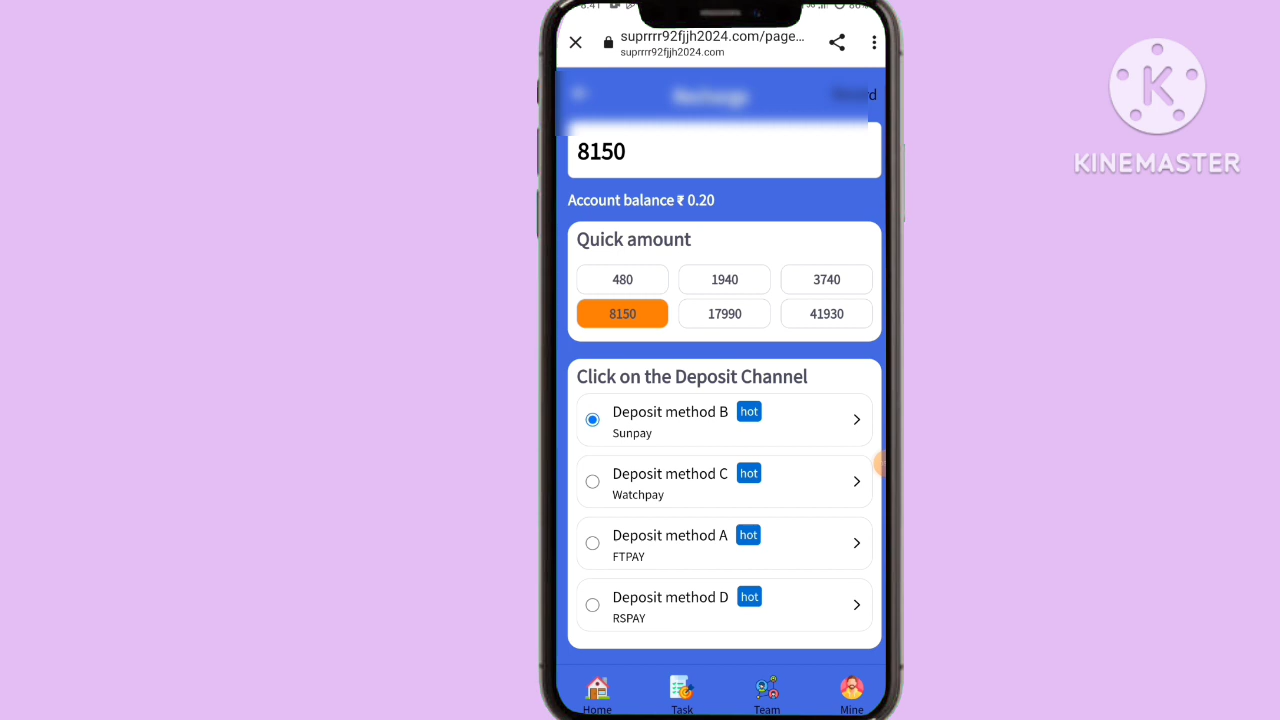 suprrrr92fjjh2024.com/page...
suprrrr92fjjh2024.com
Recharge
8150
Account balance ₹ 0.20
Quick amount
480
1940
3740
8150
17990
41930
Click on the Deposit Channel
Deposit method B hot
Sunpay
Deposit method C hot
Watchpay
Deposit method A hot
FTPAY
Deposit method D hot
RSPAY
Home
Task
Team
Mine
K
KINEMASTER